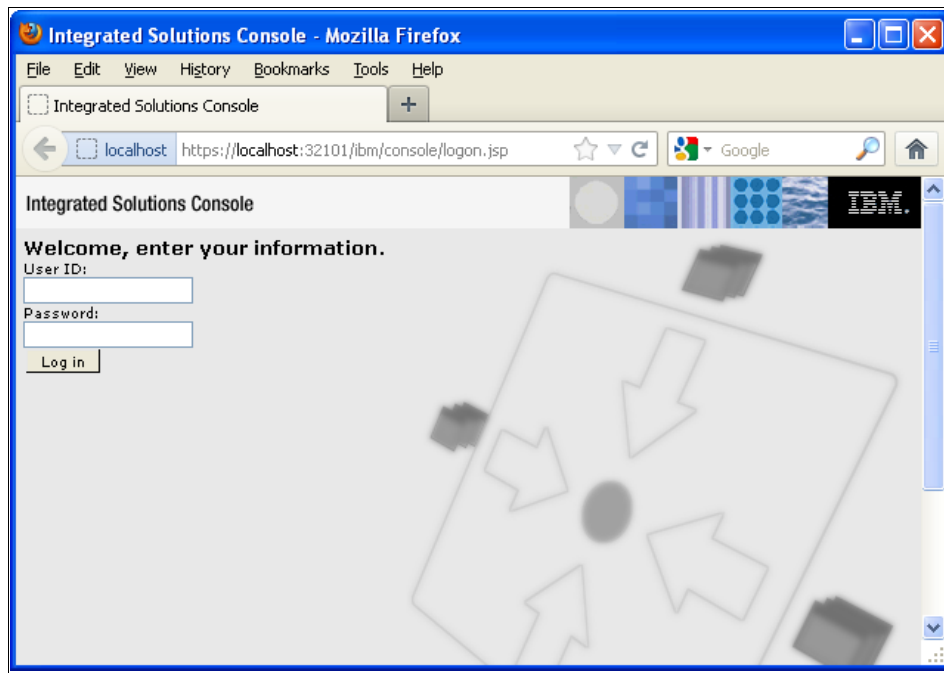 Integrated Solutions Console - Mozilla Firefox
File Edit View History Bookmarks Tools Help
Integrated Solutions Console
localhost https://localhost:32101/ibm/console/logon.jsp Google
Integrated Solutions Console IBM.
Welcome, enter your information.
User ID:
Password:
Log in